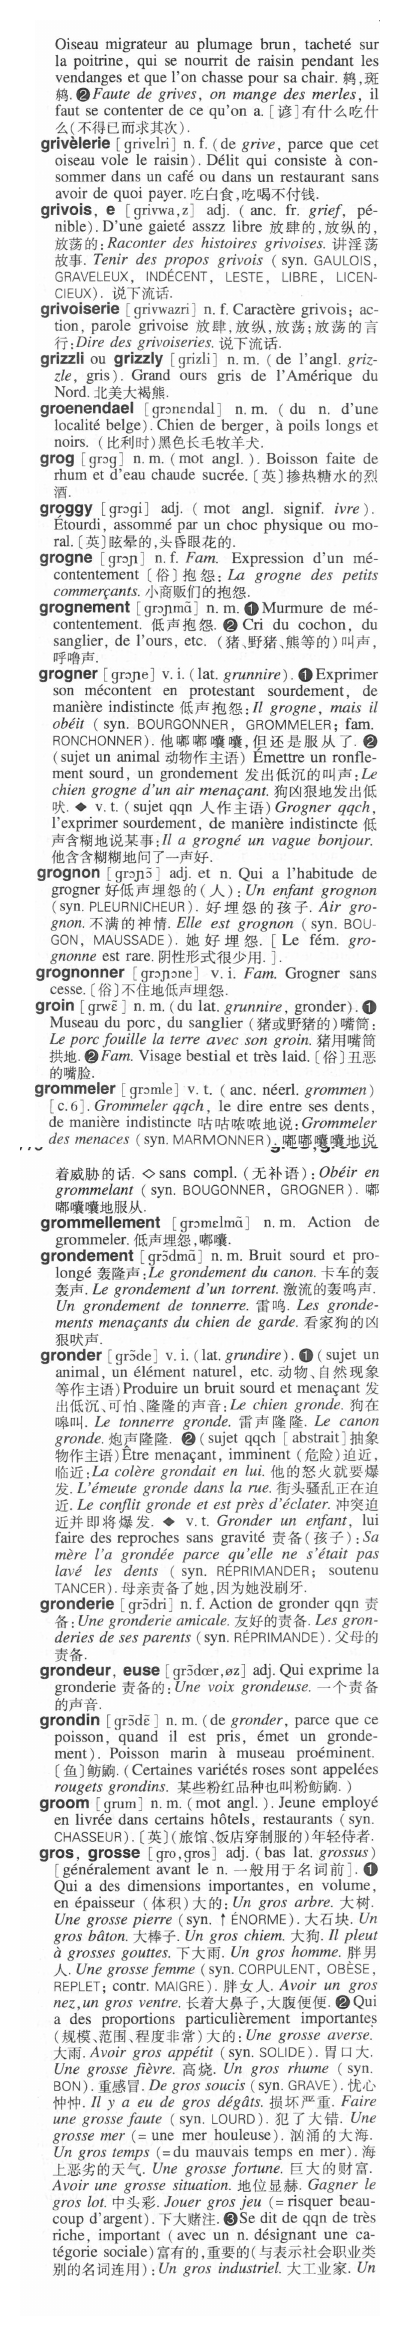 Oiseau migrateur au plumage brun, tacheté sur
la poitrine, qui se nourrit de raisin pendant les
vendanges et que l'on chasse pour sa chair. 鸫,斑
鸫. ❷Faute de grives, on mange des merles, il
faut se contenter de ce qu'on a. [谚]有什么吃什
么(不得已而求其次).
grivèlerie [grivɛlri] n. f. (de grive, parce que cet
oiseau vole le raisin). Délit qui consiste à con-
sommer dans un café ou dans un restaurant sans
avoir de quoi payer. 吃白食,吃喝不付钱.
grivois, e [grivwa,z] adj. (anc. fr. grief, pé-
nible). D'une gaieté asszz libre 放肆的,放纵的,
放荡的:Raconter des histoires grivoises. 讲淫荡
故事. Tenir des propos grivois (syn. GAULOIS,
GRAVELEUX, INDÉCENT, LESTE, LIBRE, LICEN-
CIEUX). 说下流话.
grivoiserie [grivwazri] n. f. Caractère grivois; ac-
tion, parole grivoise 放肆,放纵,放荡;放荡的言
行:Dire des grivoiseries. 说下流话.
grizzli ou grizzly [grizli] n. m. (de l'angl. griz-
zle, gris). Grand ours gris de l'Amérique du
Nord. 北美大褐熊.
groenendael [grɔnɛndal] n. m. (du n. d'une
localité belge). Chien de berger, à poils longs et
noirs. (比利时)黑色长毛牧羊犬.
grog [grɔg] n. m. (mot angl.). Boisson faite de
rhum et d'eau chaude sucrée. [英]掺热糖水的烈
酒.
groggy [grɔgi] adj. (mot angl. signif. ivre).
Étourdi, assommé par un choc physique ou mo-
ral. [英]眩晕的,头昏眼花的.
grogne [grɔɲ] n. f. Fam. Expression d'un mé-
contentement [俗]抱怨: La grogne des petits
commerçants. 小商贩们的抱怨.
grognement [grɔɲmɑ̃] n. m. ❶Murmure de mé-
contentement. 低声抱怨. ❷Cri du cochon, du
sanglier, de l'ours, etc. (猪、野猪、熊等的)叫声,
呼噜声.
grogner [grɔɲe] v. i. (lat. grunnire). ❶Exprimer
son mécontent en protestant sourdement, de
manière indistincte 低声抱怨:Il grogne, mais il
obéit (syn. BOURGONNER, GROMMELER; fam.
RONCHONNER). 他嘟嘟囔囔,但还是服从了. ❷
(sujet un animal 动物作主语) Émettre un ronfle-
ment sourd, un grondement 发出低沉的叫声:Le
chien grogne d'un air menaçant. 狗凶狠地发出低
吠. ◆ v. t. (sujet qqn 人作主语) Grogner qqch,
l'exprimer sourdement, de manière indistincte 低
声含糊地说某事:Il a grogné un vague bonjour.
他含含糊糊地问了一声好.
grognon [grɔɲɔ̃] adj. et n. Qui a l'habitude de
grogner 好低声埋怨的(人):Un enfant grognon
(syn. PLEURNICHEUR). 好埋怨的孩子. Air gro-
gnon. 不满的神情. Elle est grognon (syn. BOU-
GON, MAUSSADE). 她好埋怨. [Le fém. gro-
gnonne est rare. 阴性形式很少用.].
grognonner [grɔɲɔne] v. i. Fam. Grogner sans
cesse. [俗]不住地低声埋怨.
groin [grwɛ̃] n. m. (du lat. grunnire, gronder). ❶
Museau du porc, du sanglier (猪或野猪的)嘴筒:
Le porc fouille la terre avec son groin. 猪用嘴筒
拱地. ❷Fam. Visage bestial et très laid. [俗]丑恶
的嘴脸.
grommeler [grɔmle] v. t. (anc. néerl. grommen)
[c. 6]. Grommeler qqch, le dire entre ses dents,
de manière indistincte 咕咕哝哝地说:Grommeler
des menaces (syn. MARMONNER). 嘟嘟囔囔地说
着威胁的话. ◇sans compl. (无补语):Obéir en
grommelant (syn. BOUGONNER, GROGNER). 嘟
嘟囔囔地服从.
grommellement [grɔmelmɑ̃] n. m. Action de
grommeler. 低声埋怨,嘟囔.
grondement [grɔ̃dmɑ̃] n. m. Bruit sourd et pro-
longé 轰隆声:Le grondement du canon. 卡车的轰
轰声. Le grondement d'un torrent. 激流的轰鸣声.
Un grondement de tonnerre. 雷鸣. Les gronde-
ments menaçants du chien de garde. 看家狗的凶
狠吠声.
gronder [grɔ̃de] v. i. (lat. grundire). ❶(sujet un
animal, un élément naturel, etc. 动物、自然现象
等作主语)Produire un bruit sourd et menaçant 发
出低沉、可怕、隆隆的声音:Le chien gronde. 狗在
嗥叫. Le tonnerre gronde. 雷声隆隆. Le canon
gronde. 炮声隆隆. ❷(sujet qqch [abstrait]抽象
物作主语)Être menaçant, imminent (危险)迫近,
临近:La colère grondait en lui. 他的怒火就要爆
发. L'émeute gronde dans la rue. 街头骚乱正在迫
近. Le conflit gronde et est près d'éclater. 冲突迫
近并即将爆发. ◆ v. t. Gronder un enfant, lui
faire des reproches sans gravité 责备(孩子):Sa
mère l'a grondée parce qu'elle ne s'était pas
lavé les dents (syn. RÉPRIMANDER; soutenu
TANCER). 母亲责备了她,因为她没刷牙.
gronderie [grɔ̃dri] n. f. Action de gronder qqn 责
备:Une gronderie amicale. 友好的责备. Les gron-
deries de ses parents (syn. RÉPRIMANDE). 父母的
责备.
grondeur, euse [grɔ̃dœr,øz] adj. Qui exprime la
gronderie 责备的:Une voix grondeuse. 一个责备
的声音.
grondin [grɔ̃dɛ̃] n. m. (de gronder, parce que ce
poisson, quand il est pris, émet un gronde-
ment). Poisson marin à museau proéminent.
[鱼]鲂鮄. (Certaines variétés roses sont appelées
rougets grondins. 某些粉红品种也叫粉鲂鮄.)
groom [grum] n. m. (mot angl.). Jeune employé
en livrée dans certains hôtels, restaurants (syn.
CHASSEUR). [英](旅馆、饭店穿制服的)年轻侍者.
gros, grosse [gro,gros] adj. (bas lat. grossus)
[généralement avant le n. 一般用于名词前]. ❶
Qui a des dimensions importantes, en volume,
en épaisseur (体积)大的:Un gros arbre. 大树.
Une grosse pierre (syn. ↑ ÉNORME). 大石块. Un
gros bâton. 大棒子. Un gros chiem. 大狗. Il pleut
à grosses gouttes. 下大雨. Un gros homme. 胖男
人. Une grosse femme (syn. CORPULENT, OBÈSE,
REPLET; contr. MAIGRE). 胖女人. Avoir un gros
nez,un gros ventre. 长着大鼻子,大腹便便. ❷Qui
a des proportions particulièrement importantes
(规模、范围、程度非常)大的:Une grosse averse.
大雨. Avoir gros appétit (syn. SOLIDE). 胃口大.
Une grosse fièvre. 高烧. Un gros rhume (syn.
BON). 重感冒. De gros soucis (syn. GRAVE). 忧心
忡忡. Il y a eu de gros dégâts. 损坏严重. Faire
une grosse faute (syn. LOURD). 犯了大错. Une
grosse mer (= une mer houleuse). 汹涌的大海.
Un gros temps (=du mauvais temps en mer). 海
上恶劣的天气. Une grosse fortune. 巨大的财富.
Avoir une grosse situation. 地位显赫. Gagner le
gros lot. 中头彩. Jouer gros jeu (= risquer beau-
coup d'argent). 下大赌注. ❸Se dit de qqn de très
riche, important (avec un n. désignant une ca-
tégorie sociale)富有的,重要的(与表示社会职业类
别的名词连用):Un gros industriel. 大工业家. Un